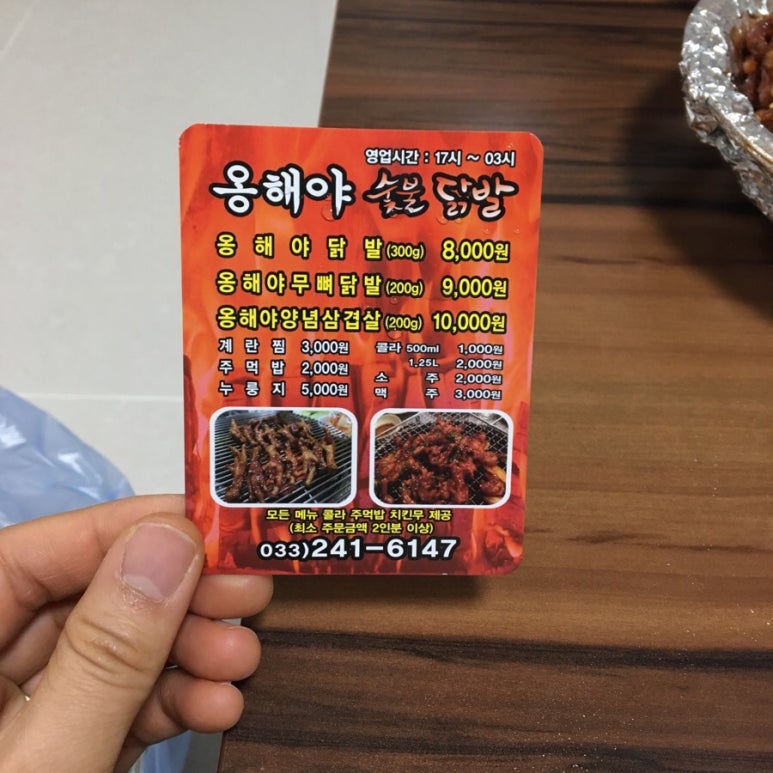 영업시간 : 17시 ~ 03시
옹해야 숯불 닭발
옹해야닭발(300g) 8,000원
옹해야무뼈닭발(200g) 9,000원
옹해야양념삼겹살(200g) 10,000원
계란찜 3,000원 콜라 500ml 1,000원
주먹밥 2,000원 1.25L 2,000원
누룽지 5,000원 소주 2,000원
맥주 3,000원
모든 메뉴 콜라 주먹밥 치킨무 제공
(최소 주문금액 2인분 이상)
033)241-6147